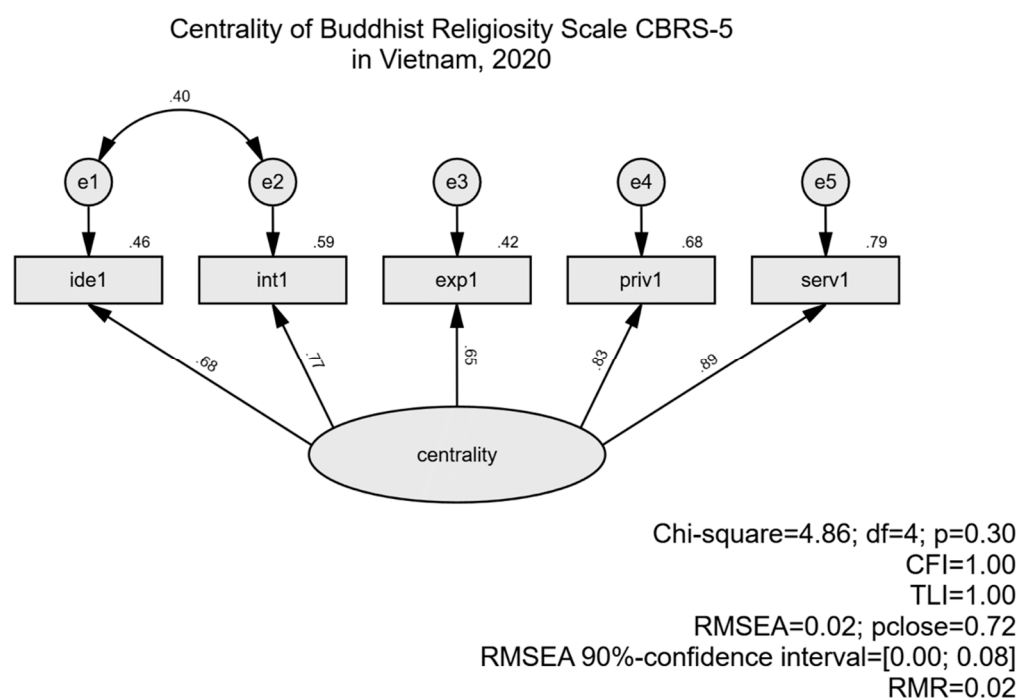 Centrality of Buddhist Religiosity Scale CBRS-5
in Vietnam, 2020
.40
e1 e2 e3 e4 e5
.46 .59 .42 .68 .79
ide1 int1 exp1 priv1 serv1
.68 .77 .65 .83 .89
centrality
Chi-square=4.86; df=4; p=0.30
CFI=1.00
TLI=1.00
RMSEA=0.02; pclose=0.72
RMSEA 90%-confidence interval=[0.00; 0.08]
RMR=0.02